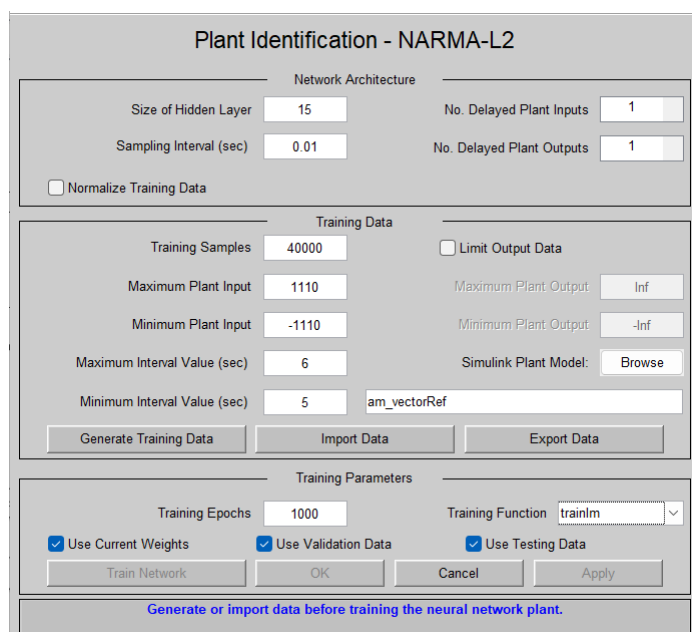 Plant Identification - NARMA-L2
Network Architecture
Size of Hidden Layer 15 No. Delayed Plant Inputs 1
Sampling Interval (sec) 0.01 No. Delayed Plant Outputs 1
Normalize Training Data
Training Data
Training Samples 40000 Limit Output Data
Maximum Plant Input 1110 Maximum Plant Output Inf
Minimum Plant Input -1110 Minimum Plant Output -Inf
Maximum Interval Value (sec) 6 Simulink Plant Model: Browse
Minimum Interval Value (sec) 5 am_vectorRef
Generate Training Data Import Data Export Data
Training Parameters
Training Epochs 1000 Training Function trainlm
Use Current Weights Use Validation Data Use Testing Data
Train Network OK Cancel Apply
Generate or import data before training the neural network plant.